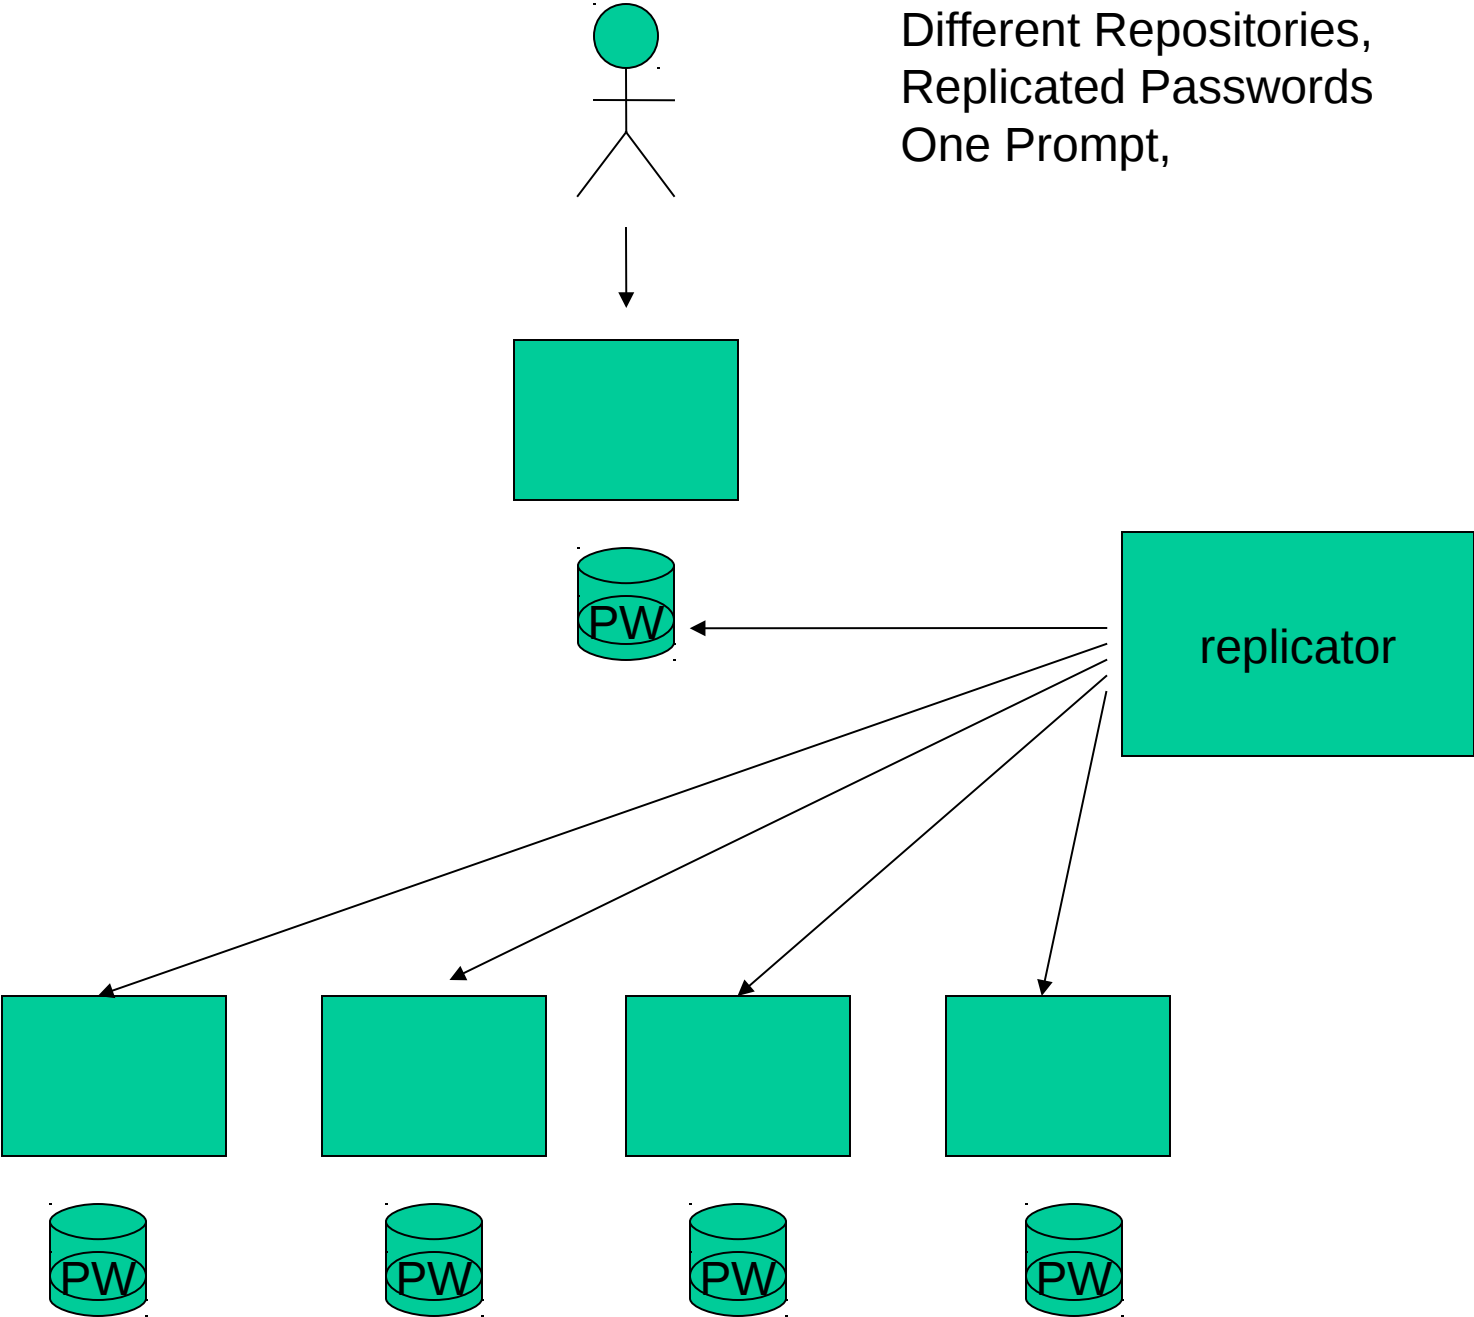 Different Repositories,
Replicated Passwords
One Prompt,
PW
replicator
PW
PW
PW
PW